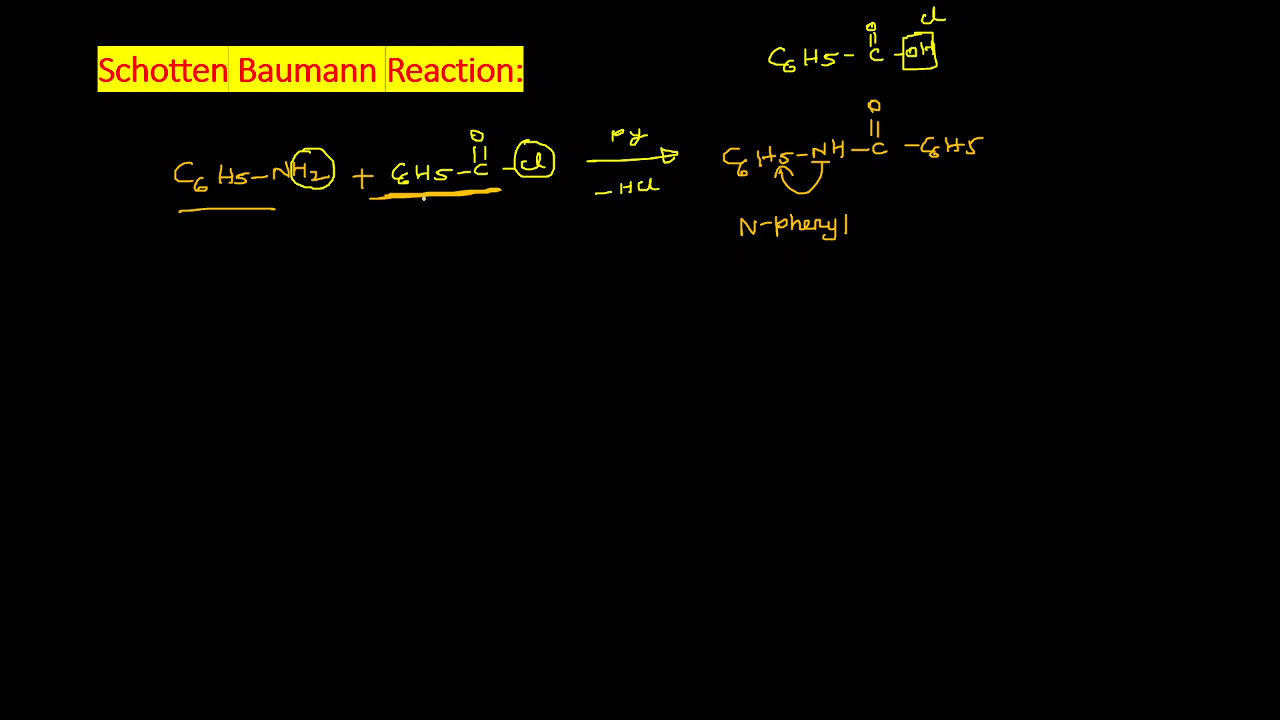 Cl
O
C6H5-C-OH
Schotten Baumann Reaction:
C6H5-NH2 + C6H5-C-Cl
O
Py
-HCl
O
C6H5-NH-C-C6H5
N-phenyl